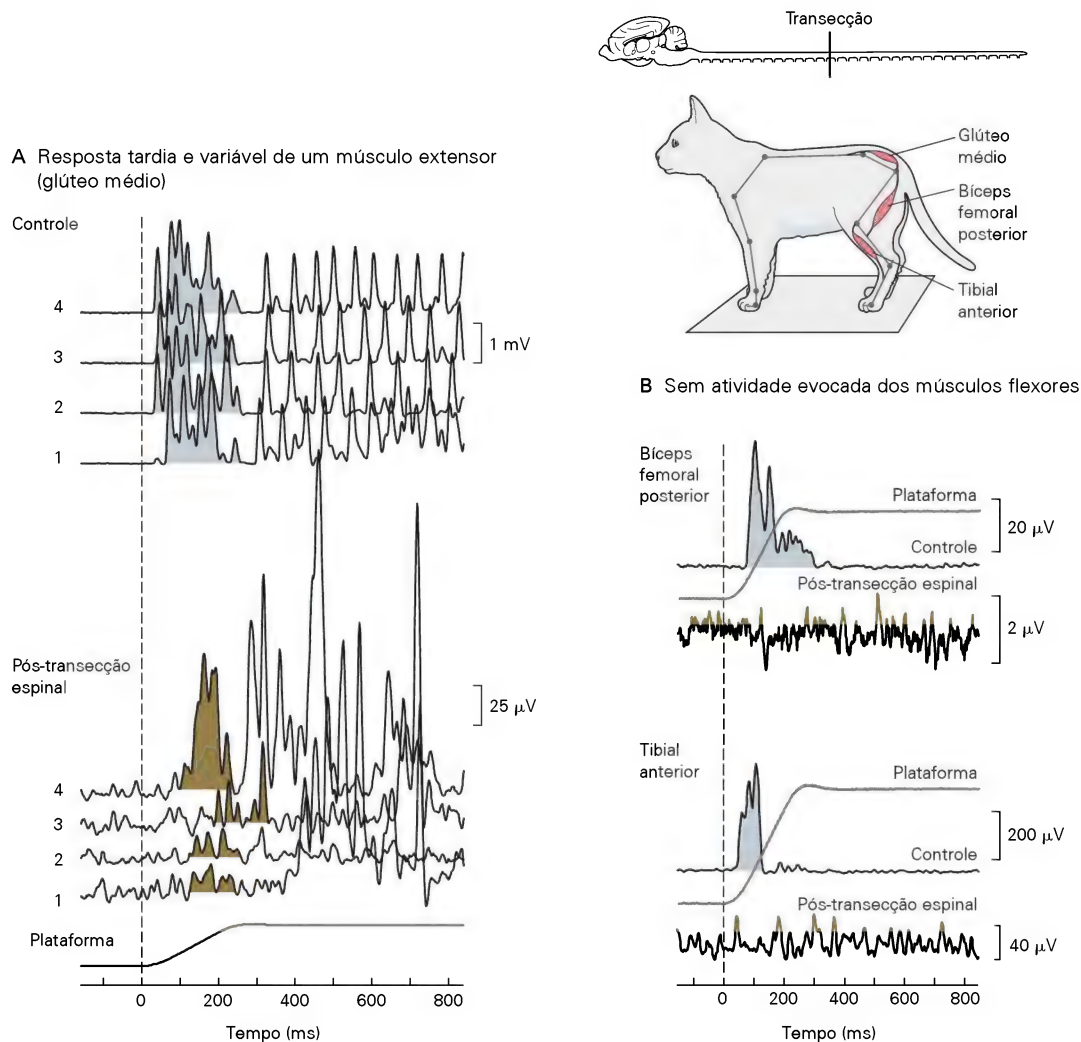 Transecção
Glúteo
médio
Bíceps
femoral
posterior
Tibial
anterior
A Resposta tardia e variável de um músculo extensor
(glúteo médio)
Controle
4
3
2
1
1 mV
Pós-transecção
espinal
4
3
2
1
25 µV
Plataforma
0 200 400 600 800
Tempo (ms)
B Sem atividade evocada dos músculos flexores
Bíceps
femoral
posterior
Plataforma
20 µV
Controle
Pós-transecção espinal
2 µV
Tibial
anterior
Plataforma
200 µV
Controle
Pós-transecção espinal
40 µV
0 200 400 600 800
Tempo (ms)